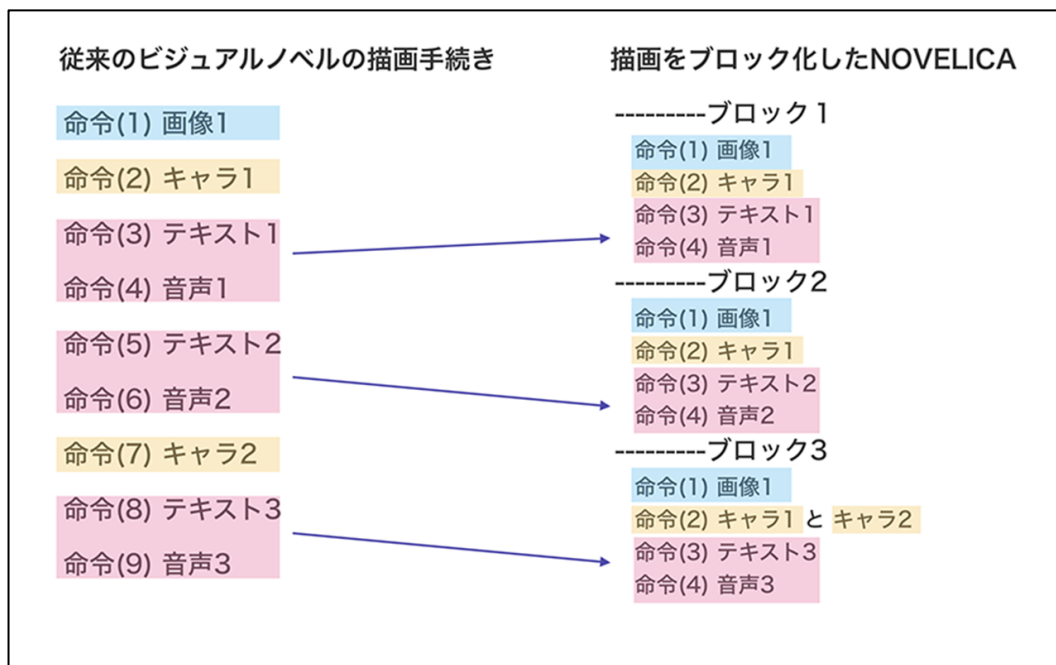 従来のビジュアルノベルの描画手続き
命令(1) 画像1
命令(2) キャラ1
命令(3) テキスト1
命令(4) 音声1
命令(5) テキスト2
命令(6) 音声2
命令(7) キャラ2
命令(8) テキスト3
命令(9) 音声3
描画をブロック化したNOVELICA
---------ブロック1
命令(1) 画像1
命令(2) キャラ1
命令(3) テキスト1
命令(4) 音声1
---------ブロック2
命令(1) 画像1
命令(2) キャラ1
命令(3) テキスト2
命令(4) 音声2
---------ブロック3
命令(1) 画像1
命令(2) キャラ1 と キャラ2
命令(3) テキスト3
命令(4) 音声3